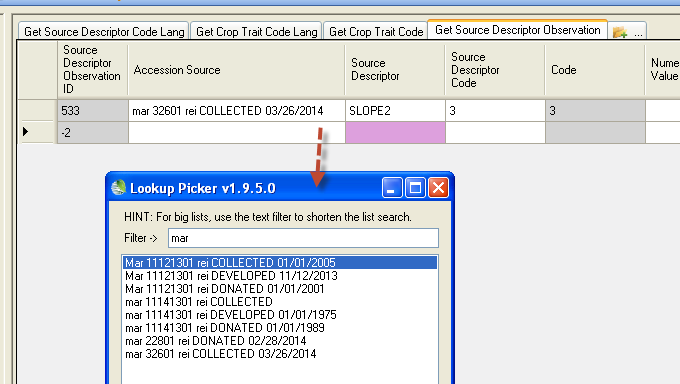 Get Source Descriptor Code Lang Get Crop Trait Code Lang Get Crop Trait Code Get Source Descriptor Observation ...
Source Descriptor Observation ID
Accession Source
Source Descriptor
Source Descriptor Code
Code
Nume
Value
533 mar 32601 rei COLLECTED 03/26/2014 SLOPE2 3 3
-2
Lookup Picker v1.9.5.0
HINT: For big lists, use the text filter to shorten the list search.
Filter -> mar
Mar 11121301 rei COLLECTED 01/01/2005
Mar 11121301 rei DEVELOPED 11/12/2013
Mar 11121301 rei DONATED 01/01/2001
mar 11141301 rei COLLECTED
mar 11141301 rei DEVELOPED 01/01/1975
mar 11141301 rei DONATED 01/01/1989
mar 22801 rei DONATED 02/28/2014
mar 32601 rei COLLECTED 03/26/2014